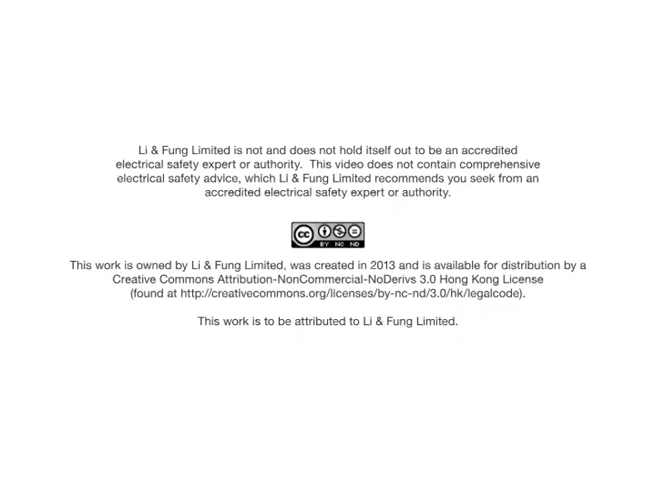 Li & Fung Limited is not and does not hold itself out to be an accredited
electrical safety expert or authority.  This video does not contain comprehensive
electrical safety advice, which Li & Fung Limited recommends you seek from an
accredited electrical safety expert or authority.
cc
BY NC ND
This work is owned by Li & Fung Limited, was created in 2013 and is available for distribution by a
Creative Commons Attribution-NonCommercial-NoDerivs 3.0 Hong Kong License
(found at http://creativecommons.org/licenses/by-nc-nd/3.0/hk/legalcode).
This work is to be attributed to Li & Fung Limited.